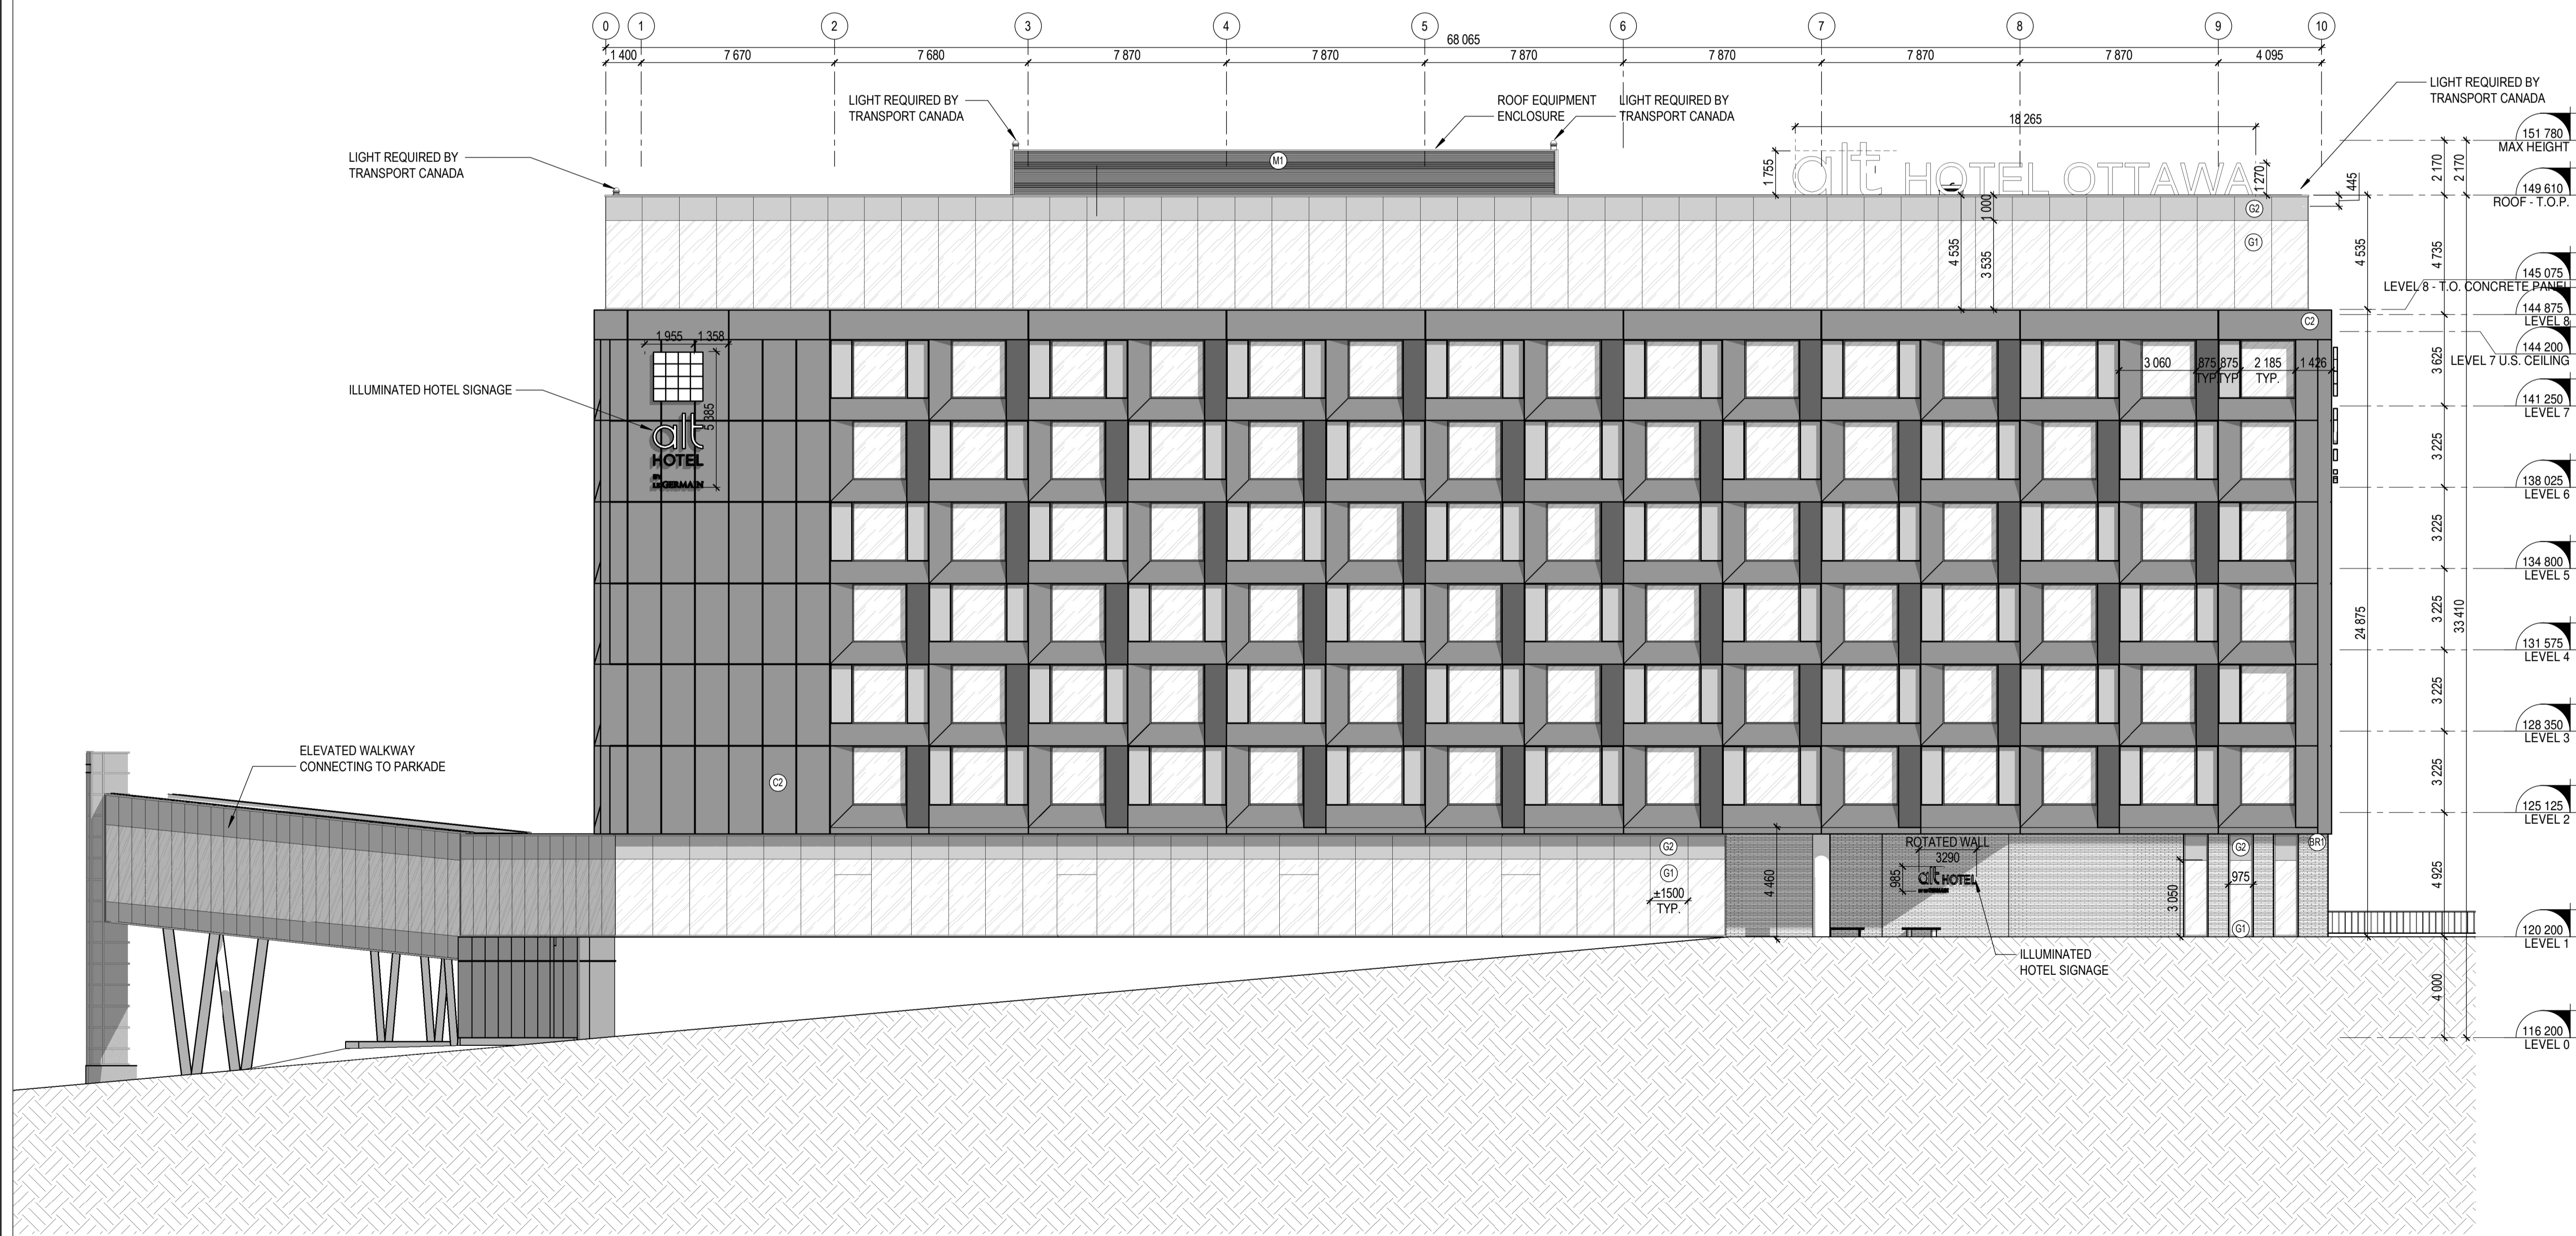 0 1 2 3 4 5 6 7 8 9 10
68 065
1 400 7 670 7 680 7 870 7 870 7 870 7 870 7 870 7 870 4 095
LIGHT REQUIRED BY
TRANSPORT CANADA
LIGHT REQUIRED BY
TRANSPORT CANADA
ROOF EQUIPMENT
ENCLOSURE
LIGHT REQUIRED BY
TRANSPORT CANADA
LIGHT REQUIRED BY
TRANSPORT CANADA
18 265
1 755
alt HOTEL OTTAWA
1 270
445
M1
G2
G1
1 000
4 535
3 535
4 535
2 170
2 170
4 735
151 780
MAX HEIGHT
149 610
ROOF - T.O.P.
145 075
LEVEL 8 - T.O. CONCRETE PANEL
144 875
LEVEL 8
144 200
LEVEL 7 U.S. CEILING
C2
1 955 1 358
5 385
ILLUMINATED HOTEL SIGNAGE
alt
HOTEL
BY
LE GERMAIN
3 060 875 875 2 185 1 426
TYP. TYP. TYP.
3 625
141 250
LEVEL 7
3 225
138 025
LEVEL 6
3 225
134 800
LEVEL 5
3 225
24 875
33 410
131 575
LEVEL 4
3 225
128 350
LEVEL 3
3 225
125 125
LEVEL 2
4 925
120 200
LEVEL 1
4 000
116 200
LEVEL 0
ELEVATED WALKWAY
CONNECTING TO PARKADE
C2
G2
G1
±1500
TYP.
4 460
ROTATED WALL
3290
985
alt HOTEL
3 050
G2
975
G1
BR1
ILLUMINATED
HOTEL SIGNAGE